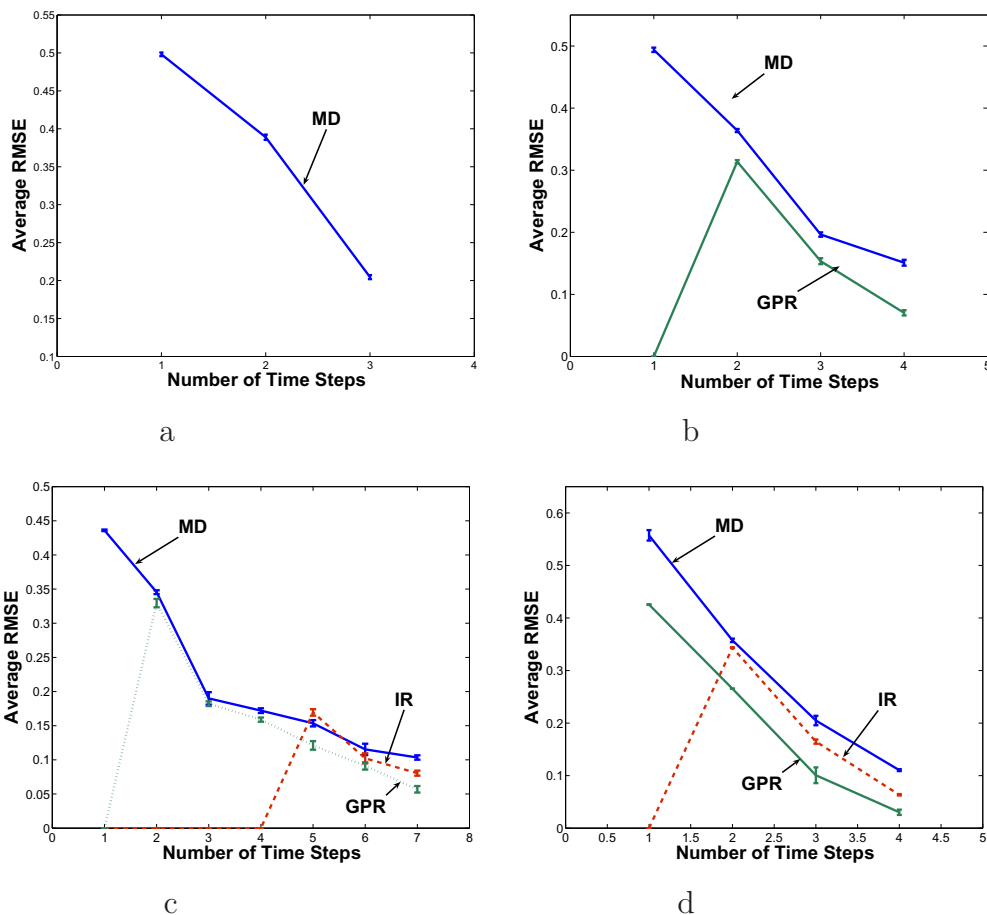 0.55
0.5
0.45
0.4
0.35
0.3
0.25
0.2
0.15
0.1
0 1 2 3 4
Average RMSE
MD
Number of Time Steps
a
0.5
0.4
0.3
0.2
0.1
0
0 1 2 3 4 5
Average RMSE
MD
GPR
Number of Time Steps
b
0.5
0.45
0.4
0.35
0.3
0.25
0.2
0.15
0.1
0.05
0
0 1 2 3 4 5 6 7 8
Average RMSE
MD
IR
GPR
Number of Time Steps
c
0.6
0.5
0.4
0.3
0.2
0.1
0
0 0.5 1 1.5 2 2.5 3 3.5 4 4.5 5
Average RMSE
MD
IR
GPR
Number of Time Steps
d